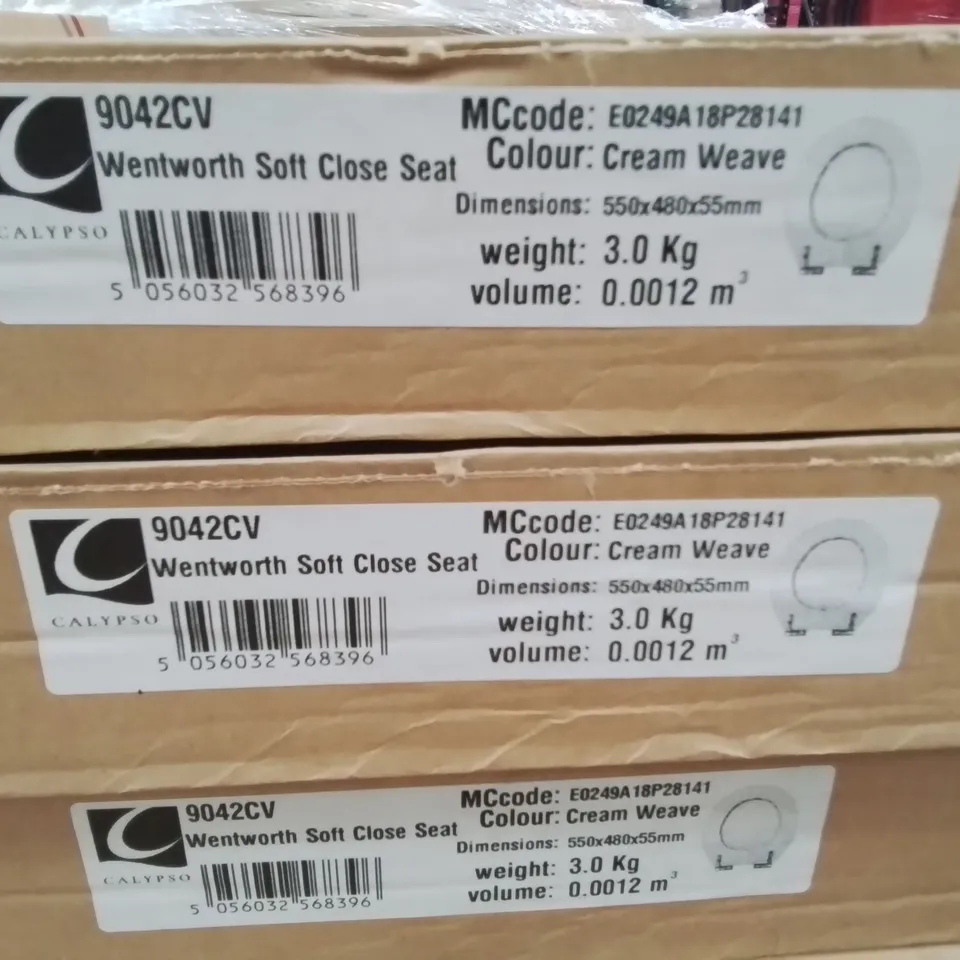 9042CV
Wentworth Soft Close Seat
CALYPSO
5 056032 568396
MCcode: E0249A18P28141
Colour: Cream Weave
Dimensions: 550x480x55mm
weight: 3.0 Kg
volume: 0.0012 m³
9042CV
Wentworth Soft Close Seat
CALYPSO
5 056032 568396
MCcode: E0249A18P28141
Colour: Cream Weave
Dimensions: 550x480x55mm
weight: 3.0 Kg
volume: 0.0012 m³
9042CV
Wentworth Soft Close Seat
CALYPSO
5 056032 568396
MCcode: E0249A18P28141
Colour: Cream Weave
Dimensions: 550x480x55mm
weight: 3.0 Kg
volume: 0.0012 m³